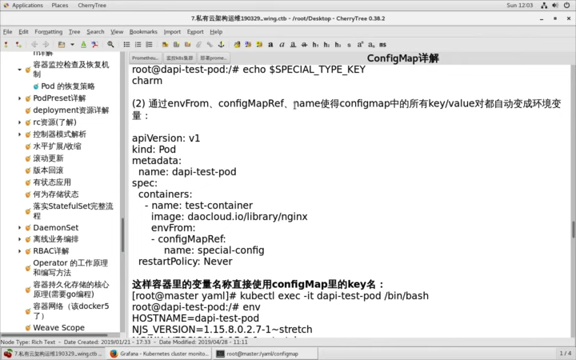 Applications Places CherryTree Sun 12:03
7.私有云架构运维190329..wing.ctb - /root/Desktop - CherryTree 0.38.2
File Edit Formatting Tree Search View Bookmarks Import Export Help
ConfigMap详解
容器监控检查及恢复机制
Pod 的恢复策略
PodPreset详解
deployment资源详解
rc资源(了解)
控制器模式解析
水平扩展/收缩
滚动更新
版本回滚
有状态应用
何为存储状态
落实StatefulSet完整流程
DaemonSet
离线业务编排
RBAC详解
Operator 的工作原理和编写方法
容器持久化存储的核心原理(需要go编程)
容器网络（该docker5了）
Weave Scope
root@dapi-test-pod:/# echo $SPECIAL_TYPE_KEY
charm
(2) 通过envFrom、configMapRef、name使得configmap中的所有key/value对都自动变成环境变量：
apiVersion: v1
kind: Pod
metadata:
name: dapi-test-pod
spec:
containers:
- name: test-container
image: daocloud.io/library/nginx
envFrom:
- configMapRef:
name: special-config
restartPolicy: Never
这样容器里的变量名称直接使用configMap里的key名：
[root@master yaml]# kubectl exec -it dapi-test-pod /bin/bash
root@dapi-test-pod:/# env
HOSTNAME=dapi-test-pod
NJS_VERSION=1.15.8.0.2.7-1~stretch
Node Type: Rich Text - Date Created: 2019/01/21 - 17:33 - Date Modified: 2019/04/28 - 11:11
7.私有云架构运维190329..wing.ct...
Grafana - Kubernetes cluster monito...
root@master:/yaml/configmap
1 / 4